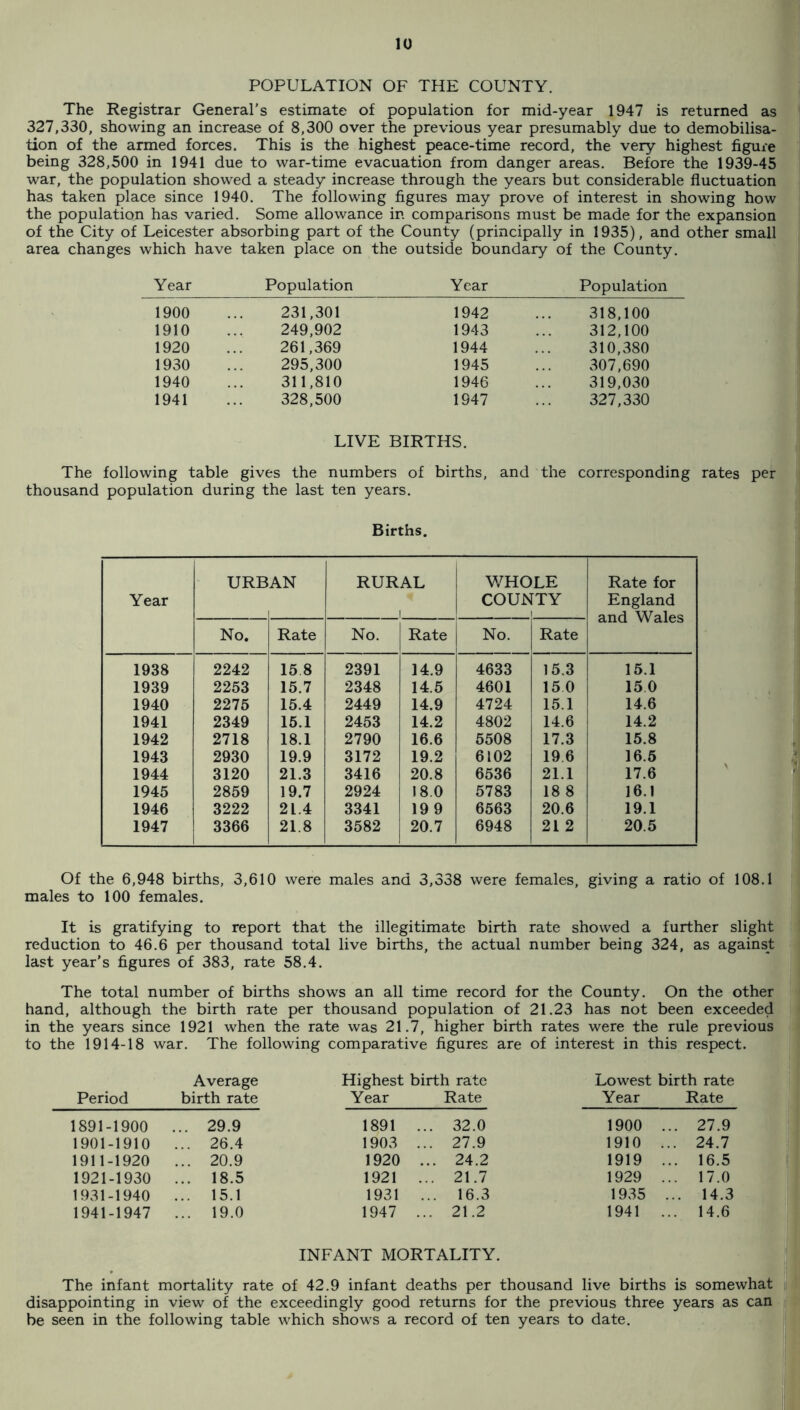 10
POPULATION OF THE COUNTY.
The Registrar General's estimate of population for mid-year 1947 is returned as
327,330, showing an increase of 8,300 over the previous year presumably due to demobilisa-
tion of the armed forces. This is the highest peace-time record, the very highest figure
being 328,500 in 1941 due to war-time evacuation from danger areas. Before the 1939-45
war, the population showed a steady increase through the years but considerable fluctuation
has taken place since 1940. The following figures may prove of interest in showing how
the population has varied. Some allowance in comparisons must be made for the expansion
of the City of Leicester absorbing part of the County (principally in 1935), and other small
area changes which have taken place on the outside boundary of the County.
Year Population Year Population
1900 ... 231,301 1942 ... 318,100
1910 ... 249,902 1943 ... 312,100
1920 ... 261,369 1944 ... 310,380
1930 ... 295,300 1945 ... 307,690
1940 ... 311,810 1946 ... 319,030
1941 ... 328,500 1947 ... 327,330
LIVE BIRTHS.
The following table gives the numbers of births, and the corresponding rates per
thousand population during the last ten years.
Births.
Year URBAN RURAL WHOLE COUNTY Rate for England and Wales
No. Rate No. Rate No. Rate
1938 2242 15.8 2391 14.9 4633 15.3 15.1
1939 2253 15.7 2348 14.5 4601 15 0 15 0
1940 2275 15.4 2449 14.9 4724 15.1 14.6
1941 2349 15.1 2453 14.2 4802 14.6 14.2
1942 2718 18.1 2790 16.6 5508 17.3 15.8
1943 2930 19.9 3172 19.2 6102 19.6 16.5
1944 3120 21.3 3416 20.8 6536 21.1 17.6
1945 2859 19.7 2924 18.0 5783 18 8 16.1
1946 3222 21.4 3341 19 9 6563 20.6 19.1
1947 3366 21.8 3582 20.7 6948 21 2 20.5
Of the 6,948 births, 3,610 were males and 3,338 were females, giving a ratio of 108.1
males to 100 females.
It is gratifying to report that the illegitimate birth rate showed a further slight
reduction to 46.6 per thousand total live births, the actual number being 324, as against
last year's figures of 383, rate 58.4.
The total number of births shows an all time record for the County. On the other
hand, although the birth rate per thousand population of 21.23 has not been exceeded
in the years since 1921 when the rate was 21.7, higher birth rates were the rule previous
to the 1914-18 war. The following comparative figures are of interest in this respect.
Average Highest birth rate Lowest birth rate
Period birth rate Year Rate Year Rate
1891-1900 ... 29.9 1891 ... 32.0 1900 ... 27.9
1901-1910 ... 26.4 1903 ... 27.9 1910 ... 24.7
1911-1920 ... 20.9 1920 ... 24.2 1919 ... 16.5
1921-1930 ... 18.5 1921 ... 21.7 1929 ... 17.0
1931-1940 ... 15.1 1931 ... 16.3 1935 ... 14.3
1941-1947 ... 19.0 1947 ... 21.2 1941 ... 14.6
INFANT MORTALITY.
The infant mortality rate of 42.9 infant deaths per thousand live births is somewhat
disappointing in view of the exceedingly good returns for the previous three years as can
be seen in the following table which shows a record of ten years to date.